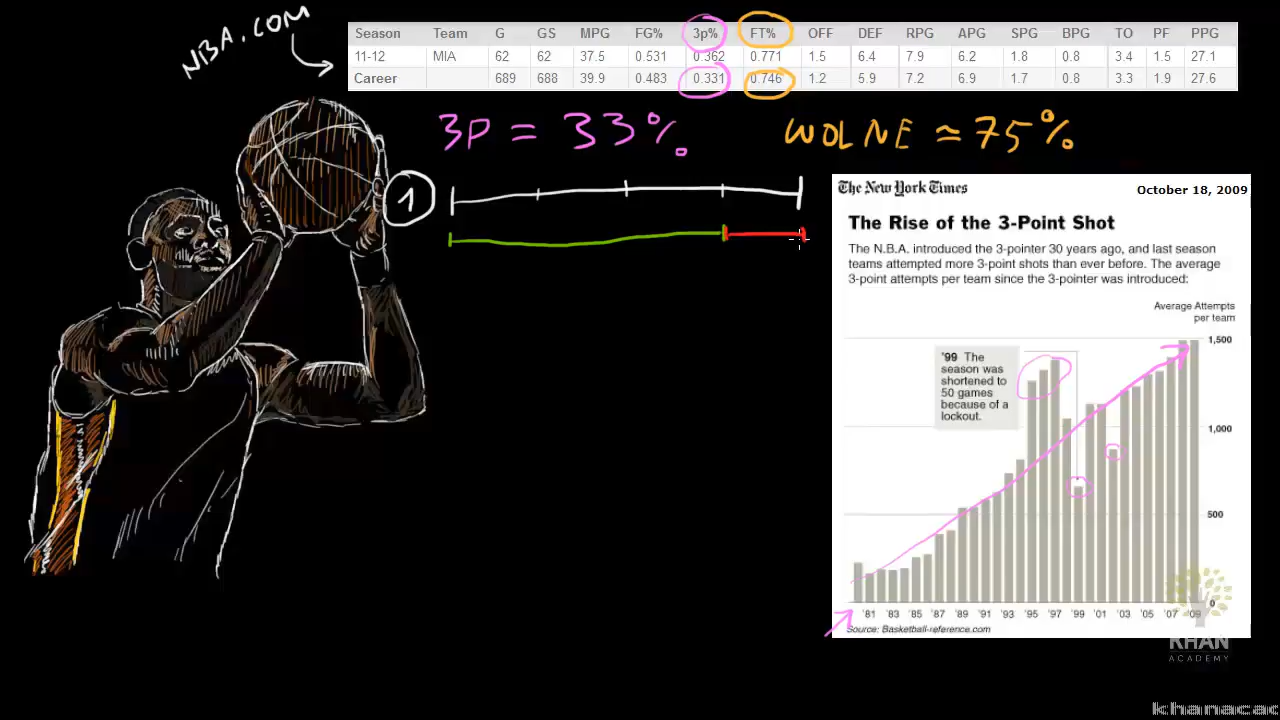 NBA.COM
Season Team G GS MPG FG% 3p% FT% OFF DEF RPG APG SPG BPG TO PF PPG
11-12 MIA 62 62 37.5 0.531 0.362 0.771 1.5 6.4 7.9 6.2 1.8 0.8 3.4 1.5 27.1
Career 689 688 39.9 0.483 0.331 0.746 1.2 5.9 7.2 6.9 1.7 0.8 3.3 1.9 27.6
3P = 33%
WOLNE ≈ 75%
1
The New York Times
October 18, 2009
The Rise of the 3-Point Shot
The N.B.A. introduced the 3-pointer 30 years ago, and last season
teams attempted more 3-point shots than ever before. The average
3-point attempts per team since the 3-pointer was introduced:
Average Attempts
per team
1,500
'99 The
season was
shortened to
50 games
because of a
lockout.
1,000
500
0
'81 '83 '85 '87 '89 '91 '93 '95 '97 '99 '01 '03 '05 '07 '09
Source: Basketball-reference.com
KHAN
ACADEMY
khanacac